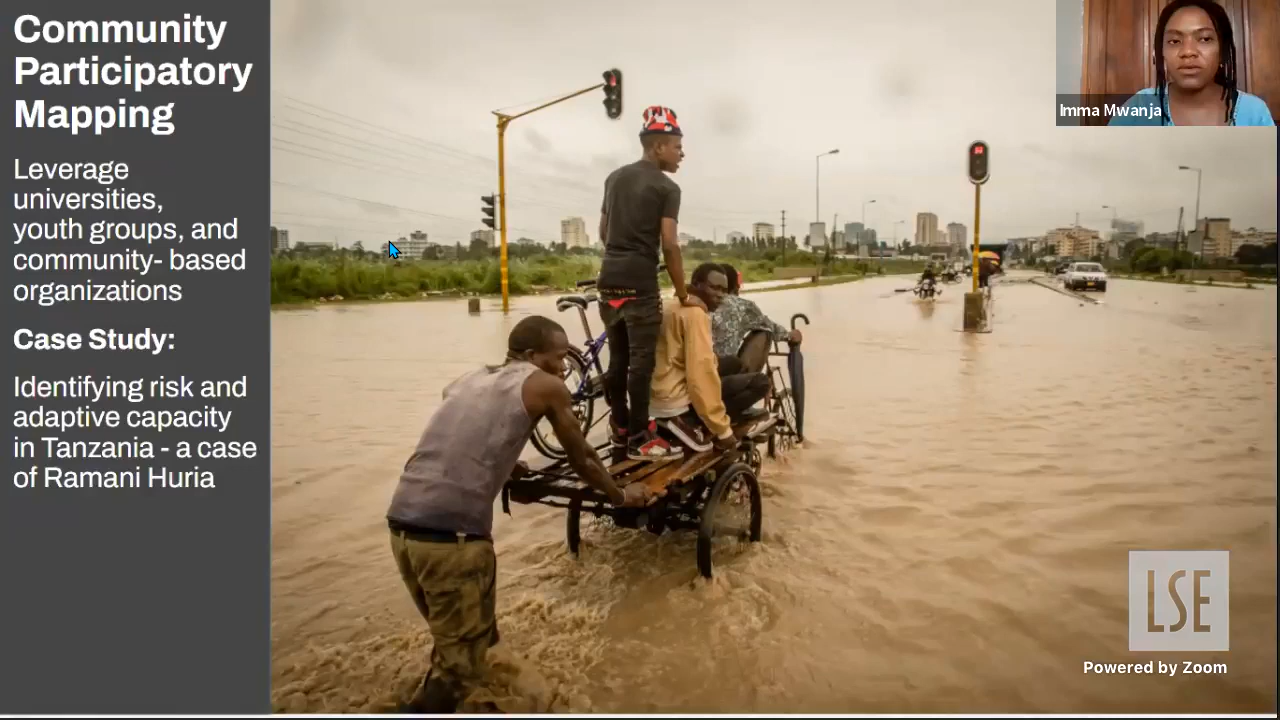 Community
Participatory
Mapping
Leverage
universities,
youth groups, and
community- based
organizations
Case Study:
Identifying risk and
adaptive capacity
in Tanzania - a case
of Ramani Huria
Imma Mwanja
LSE
Powered by Zoom